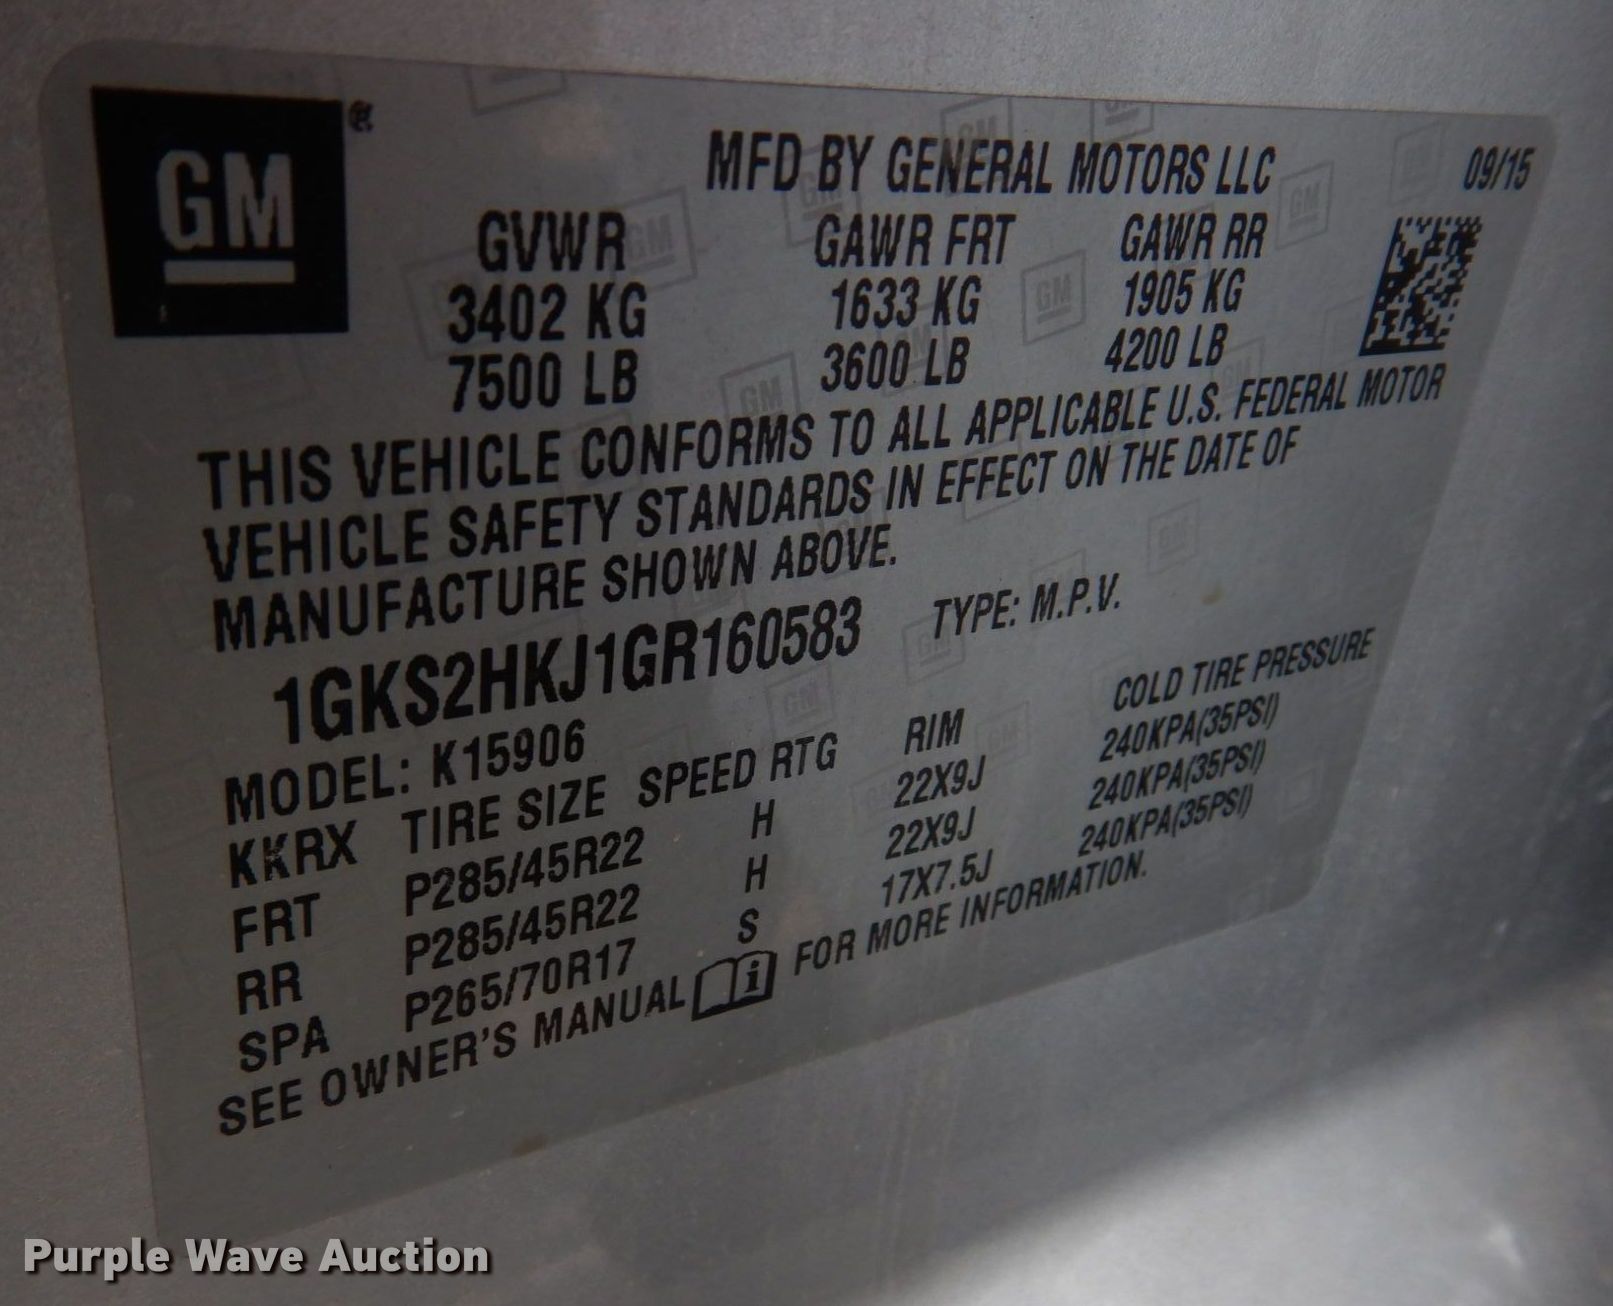 GM ®
MFD BY GENERAL MOTORS LLC 09/15
GVWR GAWR FRT GAWR RR
3402 KG 1633 KG 1905 KG
7500 LB 3600 LB 4200 LB
THIS VEHICLE CONFORMS TO ALL APPLICABLE U.S. FEDERAL MOTOR
VEHICLE SAFETY STANDARDS IN EFFECT ON THE DATE OF
MANUFACTURE SHOWN ABOVE.
1GKS2HKJ1GR160583 TYPE: M.P.V.
MODEL: K15906
KKRX TIRE SIZE SPEED RTG RIM COLD TIRE PRESSURE
FRT P285/45R22 H 22X9J 240KPA(35PSI)
RR P285/45R22 H 22X9J 240KPA(35PSI)
SPA P265/70R17 S 17X7.5J 240KPA(35PSI)
SEE OWNER'S MANUAL i FOR MORE INFORMATION.
Purple Wave Auction